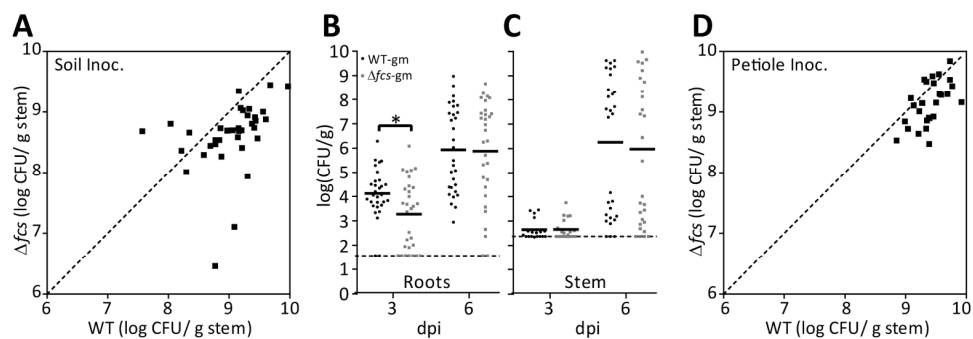 A
Soil Inoc.
Δfcs (log CFU/ g stem)
10
9
8
7
6
6 7 8 9 10
WT (log CFU/ g stem)
B
WT-gm
Δfcs-gm
*
log(CFU/g)
10
9
8
7
6
5
4
3
2
1
0
Roots
3 6
dpi
C
Stem
3 6
dpi
D
Petiole Inoc.
Δfcs (log CFU/ g stem)
10
9
8
7
6
6 7 8 9 10
WT (log CFU/ g stem)